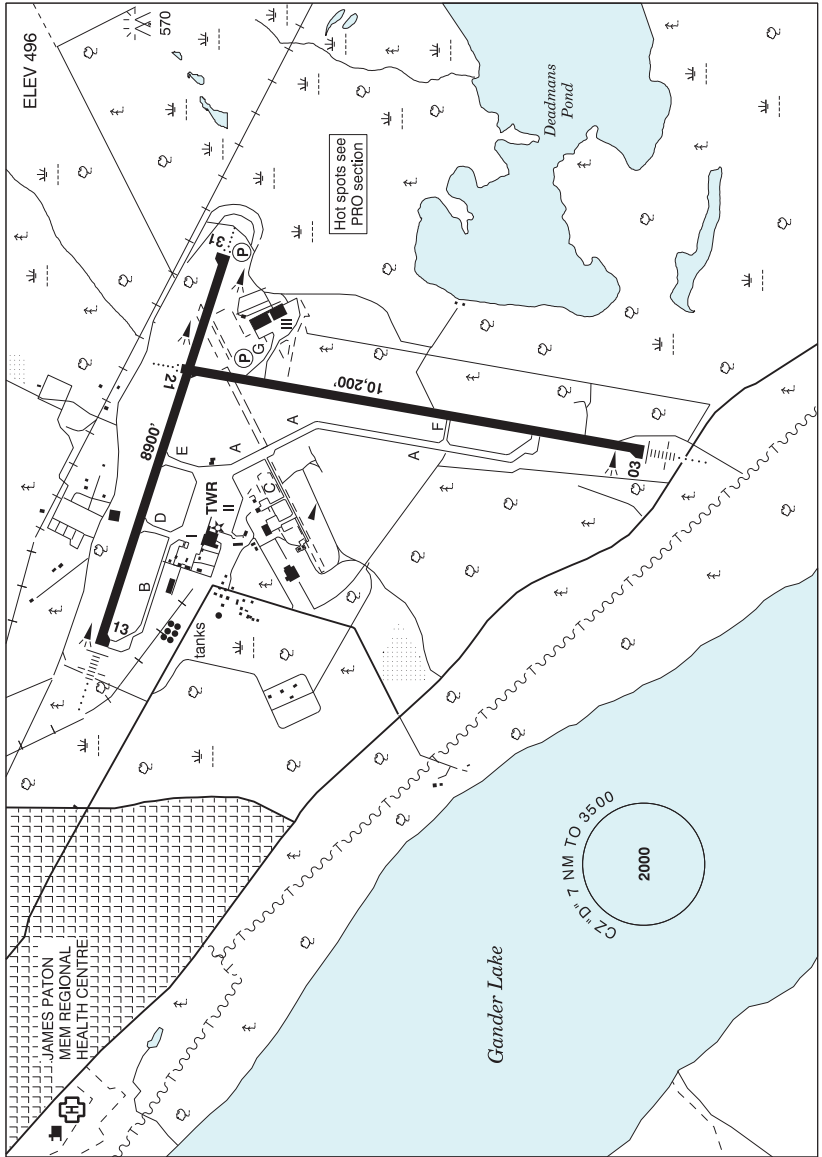 ELEV 496
570
Deadmans
Pond
Hot spots see
PRO section
31
P
P
G
III
21
8900'
10,200'
E
A
A
A
F
D
TWR
II
I
I
C
B
13
tanks
03
JAMES PATON
MEM REGIONAL
HEALTH CENTRE
H
Gander Lake
CZ "D" 7 NM TO 3500
2000